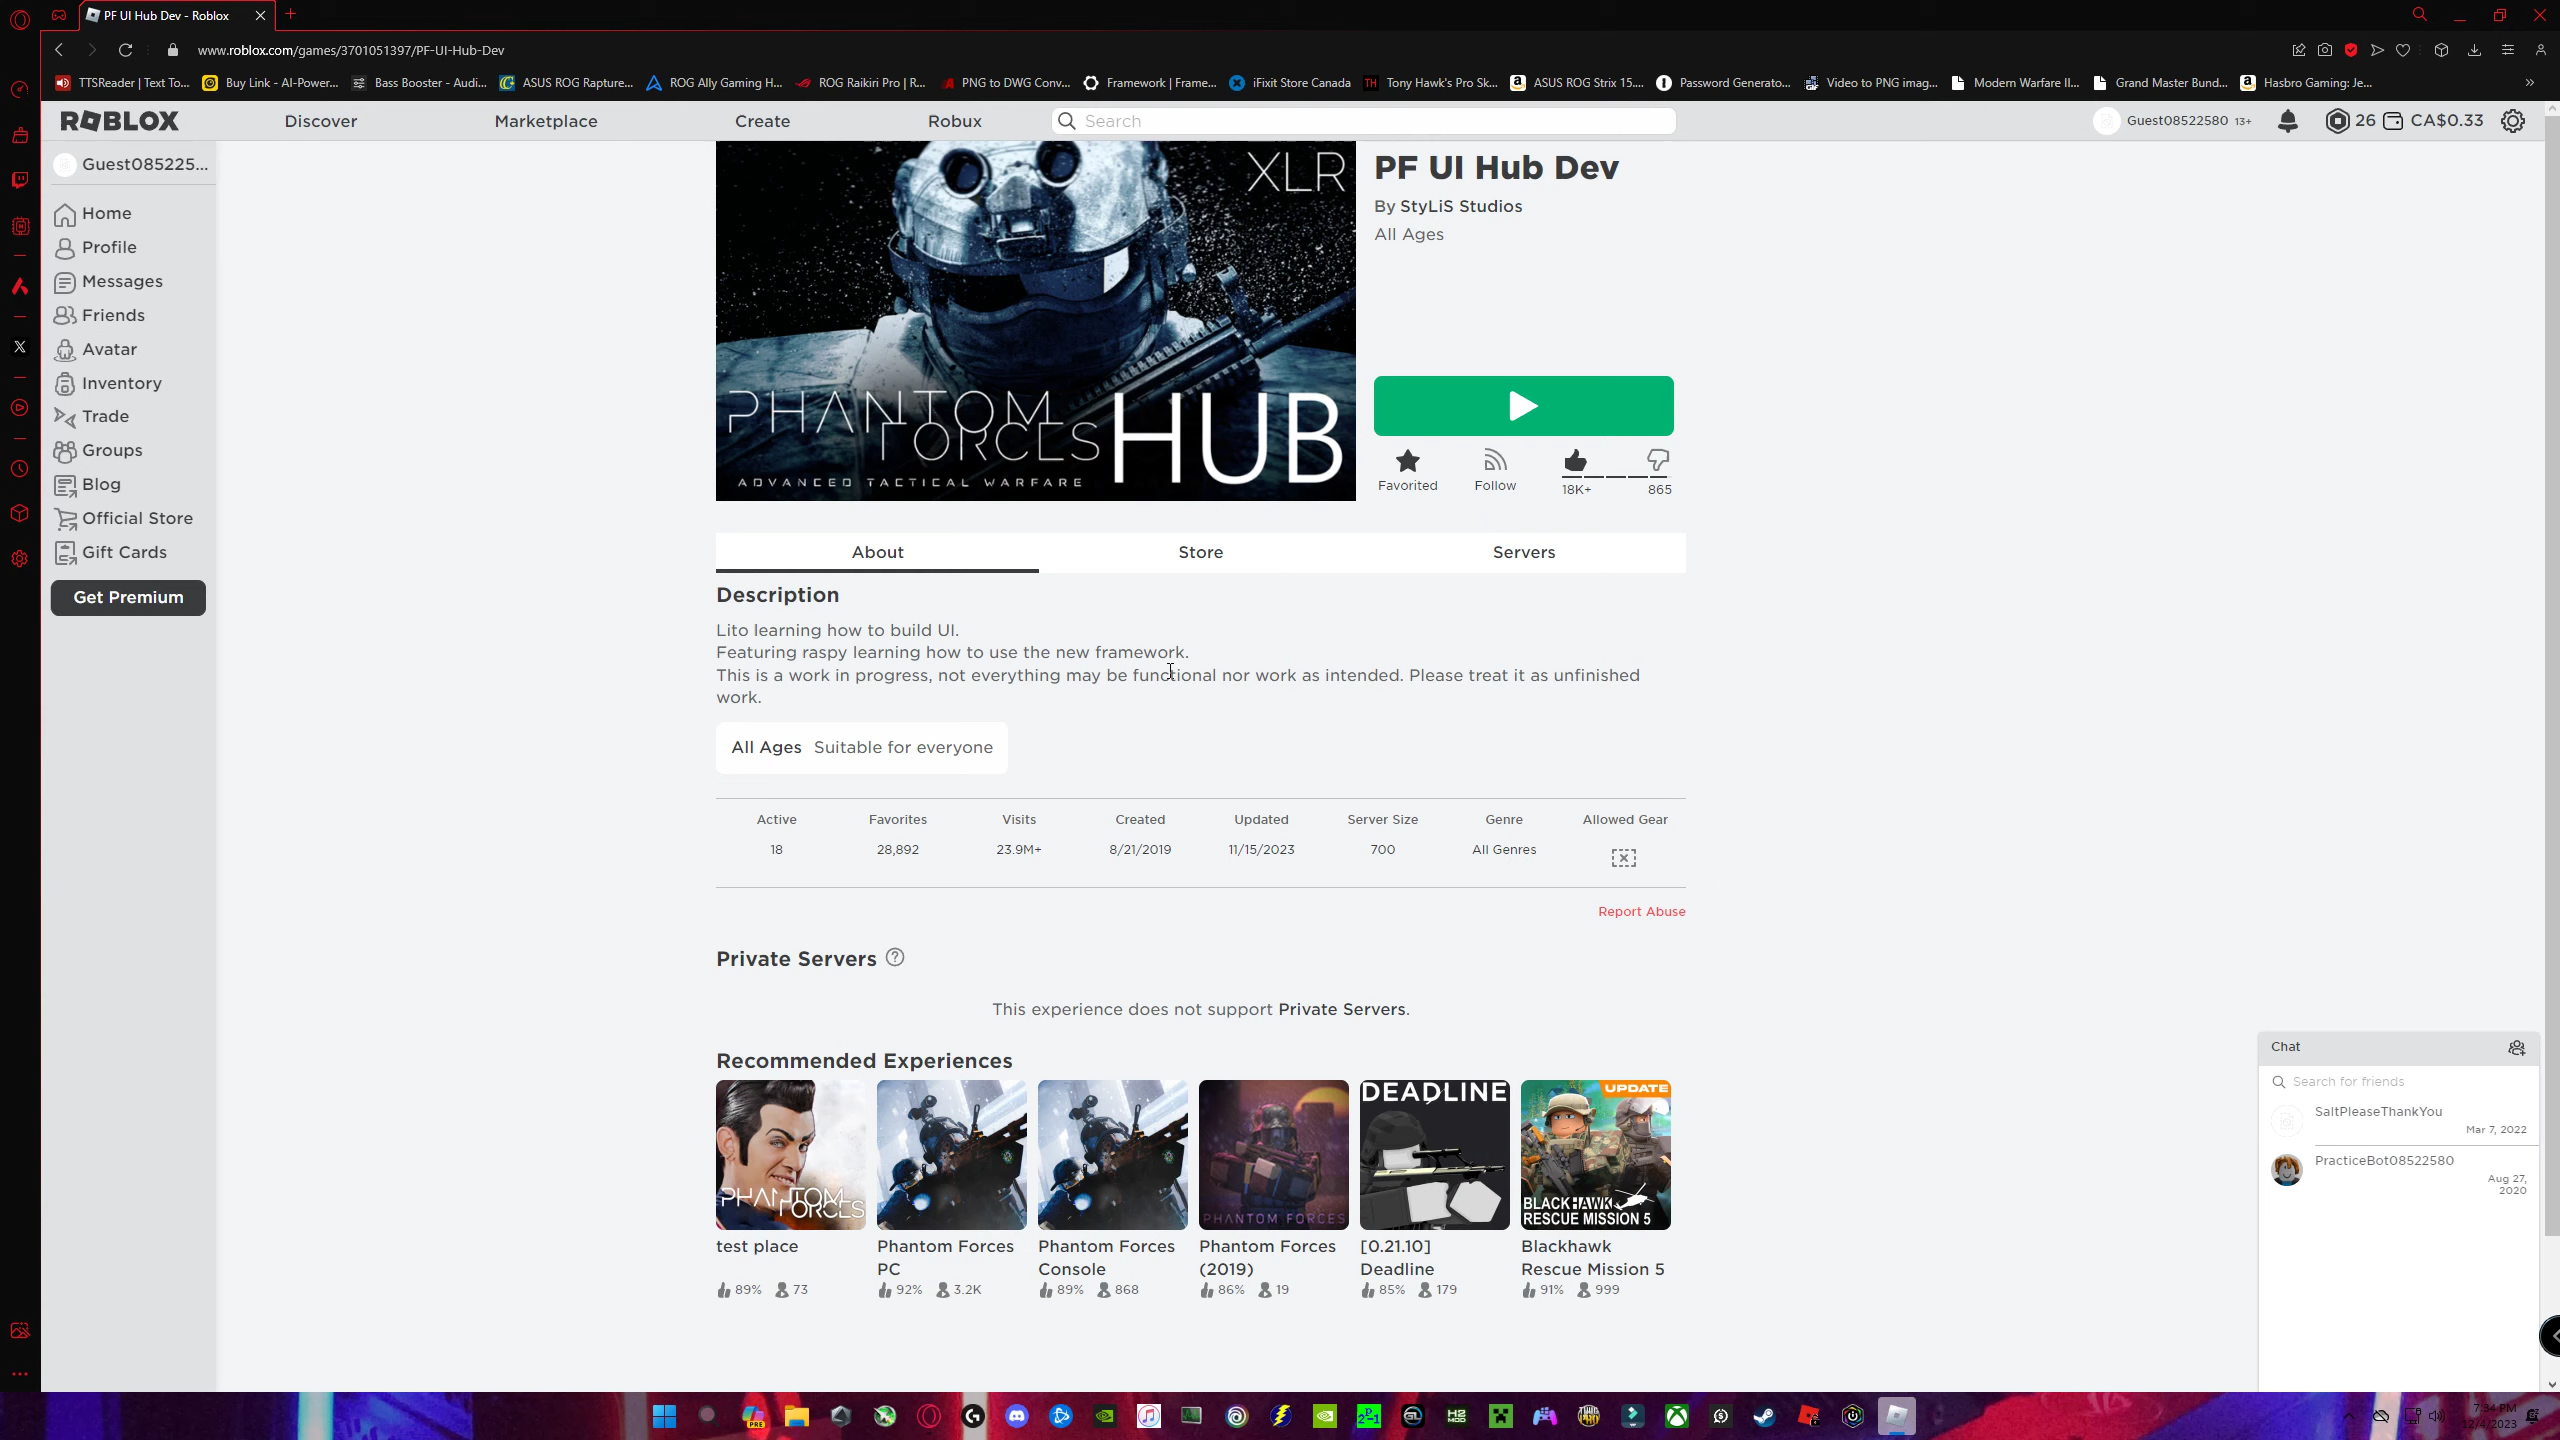 PF UI Hub Dev - Roblox
www.roblox.com/games/3701051397/PF-UI-Hub-Dev
TTSReader | Text To... Buy Link - AI-Power... Bass Booster - Audi... ASUS ROG Rapture... ROG Ally Gaming H... ROG Raikiri Pro | R... PNG to DWG Conv... Framework | Frame... iFixit Store Canada Tony Hawk's Pro Sk... ASUS ROG Strix 15.... Password Generato... Video to PNG imag... Modern Warfare II... Grand Master Bund... Hasbro Gaming: Je...
ROBLOX Discover Marketplace Create Robux Search Guest08522580 13+ 26 CA$0.33
Guest085225...
Home
Profile
Messages
Friends
Avatar
Inventory
Trade
Groups
Blog
Official Store
Gift Cards
Get Premium
XLR
PHANTOM FORCES HUB
ADVANCED TACTICAL WARFARE
PF UI Hub Dev
By StyLiS Studios
All Ages
Favorited Follow 18K+ 865
About Store Servers
Description
Lito learning how to build UI.
Featuring raspy learning how to use the new framework.
This is a work in progress, not everything may be functional nor work as intended. Please treat it as unfinished
work.
All Ages Suitable for everyone
Active Favorites Visits Created Updated Server Size Genre Allowed Gear
18 28,892 23.9M+ 8/21/2019 11/15/2023 700 All Genres
Report Abuse
Private Servers
This experience does not support Private Servers.
Recommended Experiences
PHANTOM FORCES
PHANTOM FORCES
DEADLINE
UPDATE
BLACKHAWK
RESCUE MISSION 5
test place
89% 73
Phantom Forces
PC
92% 3.2K
Phantom Forces
Console
89% 868
Phantom Forces
(2019)
86% 19
[0.21.10]
Deadline
85% 179
Blackhawk
Rescue Mission 5
91% 999
Chat
Search for friends
SaltPleaseThankYou
Mar 7, 2022
PracticeBot08522580
Aug 27,
2020
7:34 PM
12/4/2023